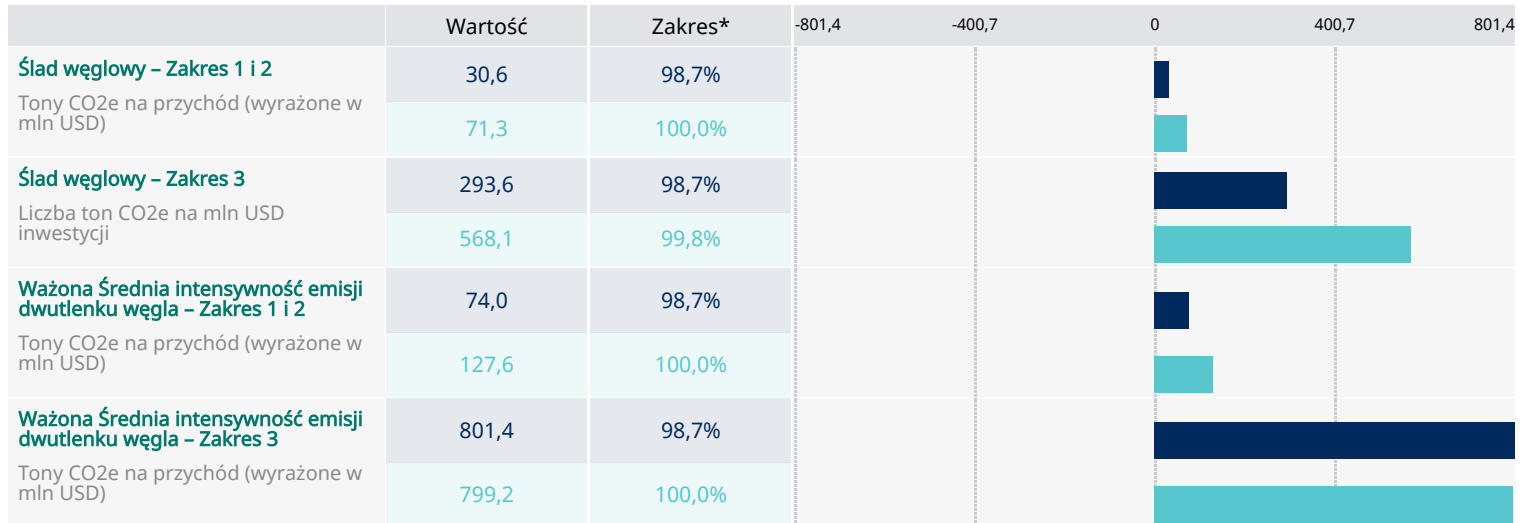 Wartość Zakres* -801,4 -400,7 0 400,7 801,4
Ślad węglowy – Zakres 1 i 2
Tony CO2e na przychód (wyrażone w
mln USD)
30,6 98,7%
71,3 100,0%
Ślad węglowy – Zakres 3
Liczba ton CO2e na mln USD
inwestycji
293,6 98,7%
568,1 99,8%
Ważona Średnia intensywność emisji
dwutlenku węgla – Zakres 1 i 2
Tony CO2e na przychód (wyrażone w
mln USD)
74,0 98,7%
127,6 100,0%
Ważona Średnia intensywność emisji
dwutlenku węgla – Zakres 3
Tony CO2e na przychód (wyrażone w
mln USD)
801,4 98,7%
799,2 100,0%